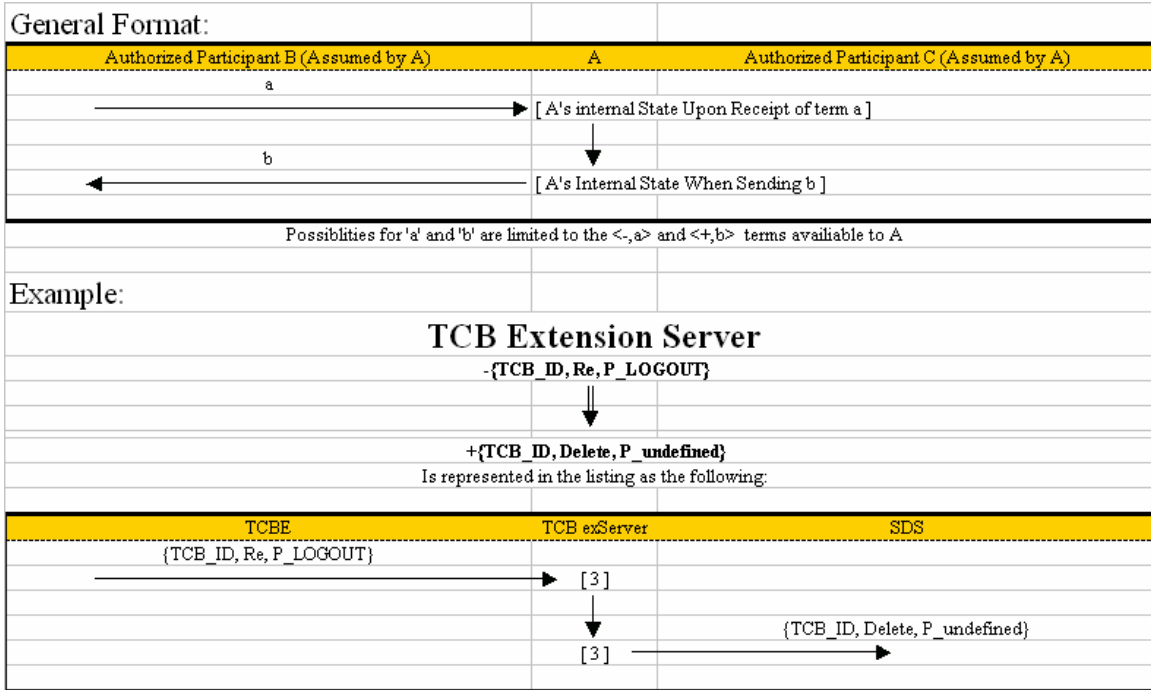 General Format:
Authorized Participant B (Assumed by A) A Authorized Participant C (Assumed by A)
a
[ A's internal State Upon Receipt of term a ]
b
[ A's Internal State When Sending b ]
Possiblities for 'a' and 'b' are limited to the <-,a> and <+,b> terms availiable to A
Example:
TCB Extension Server
-{TCB_ID, Re, P_LOGOUT}
+{TCB_ID, Delete, P_undefined}
Is represented in the listing as the following:
TCBE TCB exServer SDS
{TCB_ID, Re, P_LOGOUT}
[ 3 ]
{TCB_ID, Delete, P_undefined}
[ 3 ]